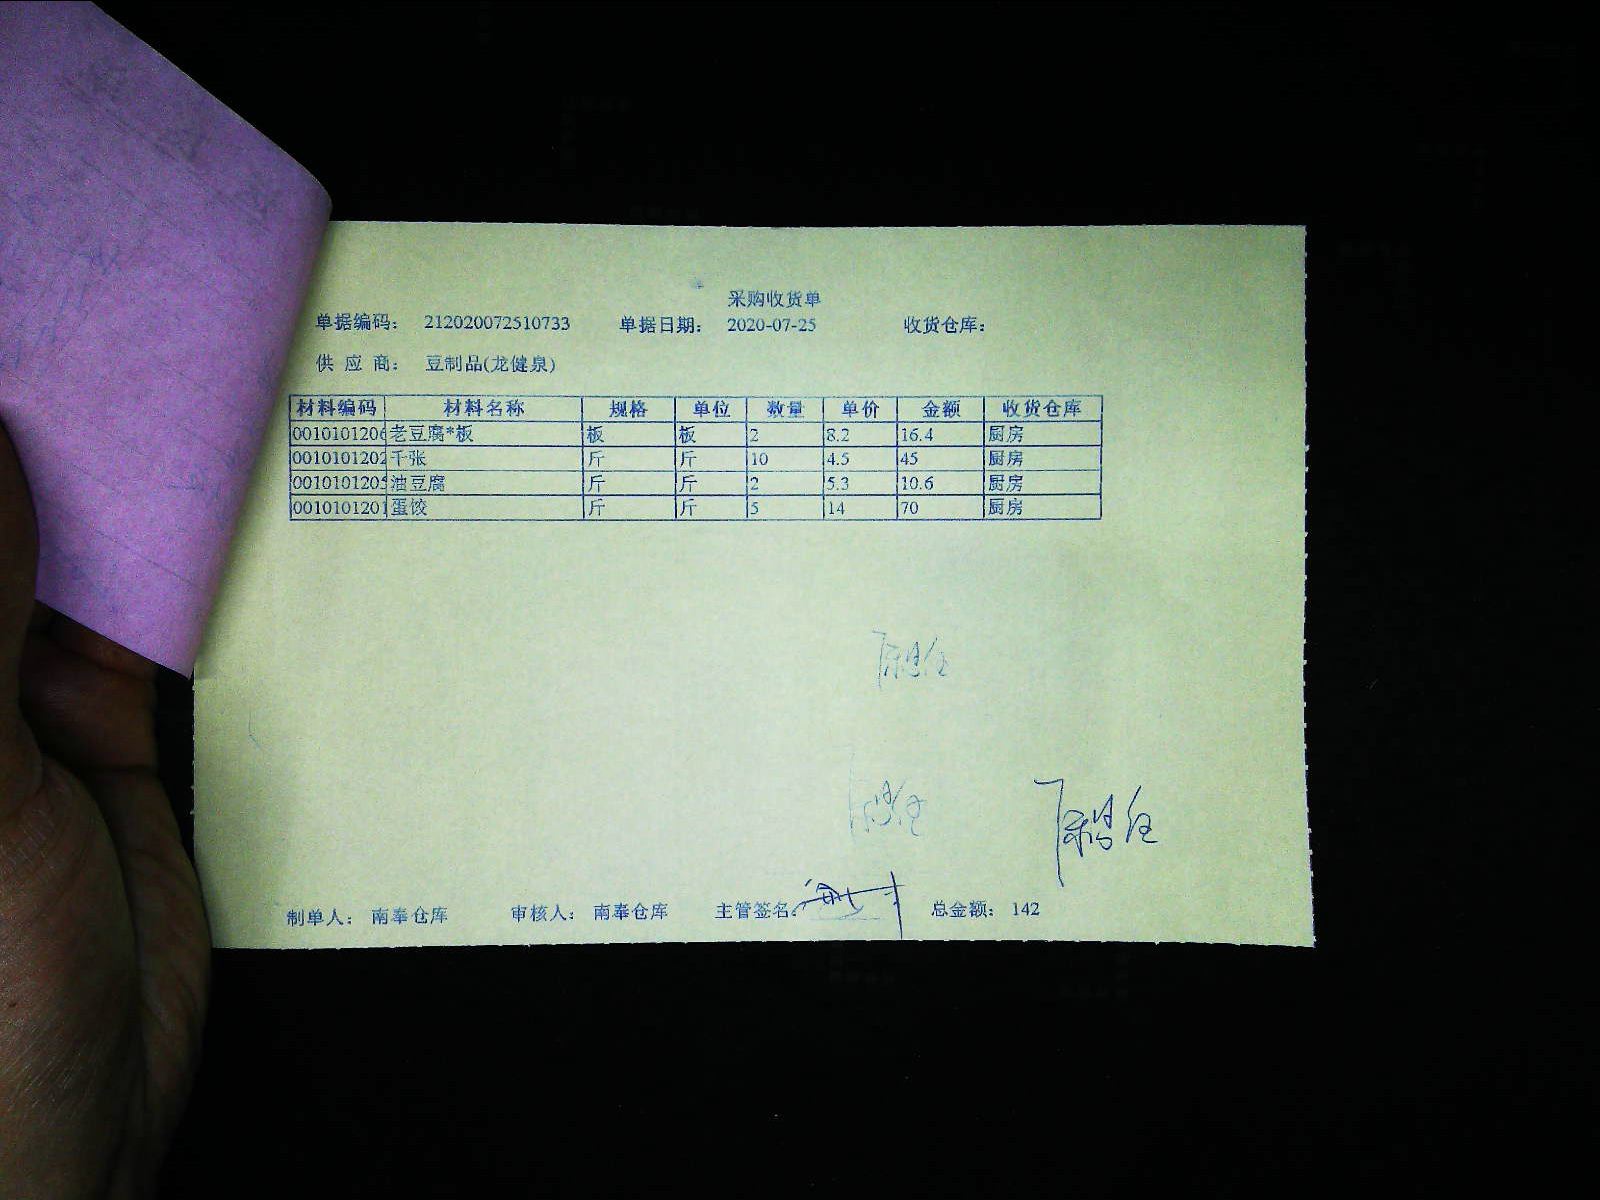 采购收货单
单据编码: 212020072510733 单据日期: 2020-07-25 收货仓库:
供 应 商: 豆制品(龙健泉)
材料编码 材料名称 规格 单位 数量 单价 金额 收货仓库
0010101206 老豆腐*板 板 板 2 8.2 16.4 厨房
0010101202 千张 斤 斤 10 4.5 45 厨房
0010101205 油豆腐 斤 斤 2 5.3 10.6 厨房
0010101201 蛋饺 斤 斤 5 14 70 厨房
制单人: 南奉仓库 审核人: 南奉仓库 主管签名: 总金额: 142